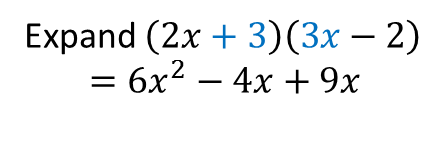 Expand (2x + 3)(3x − 2)
= 6x² − 4x + 9x